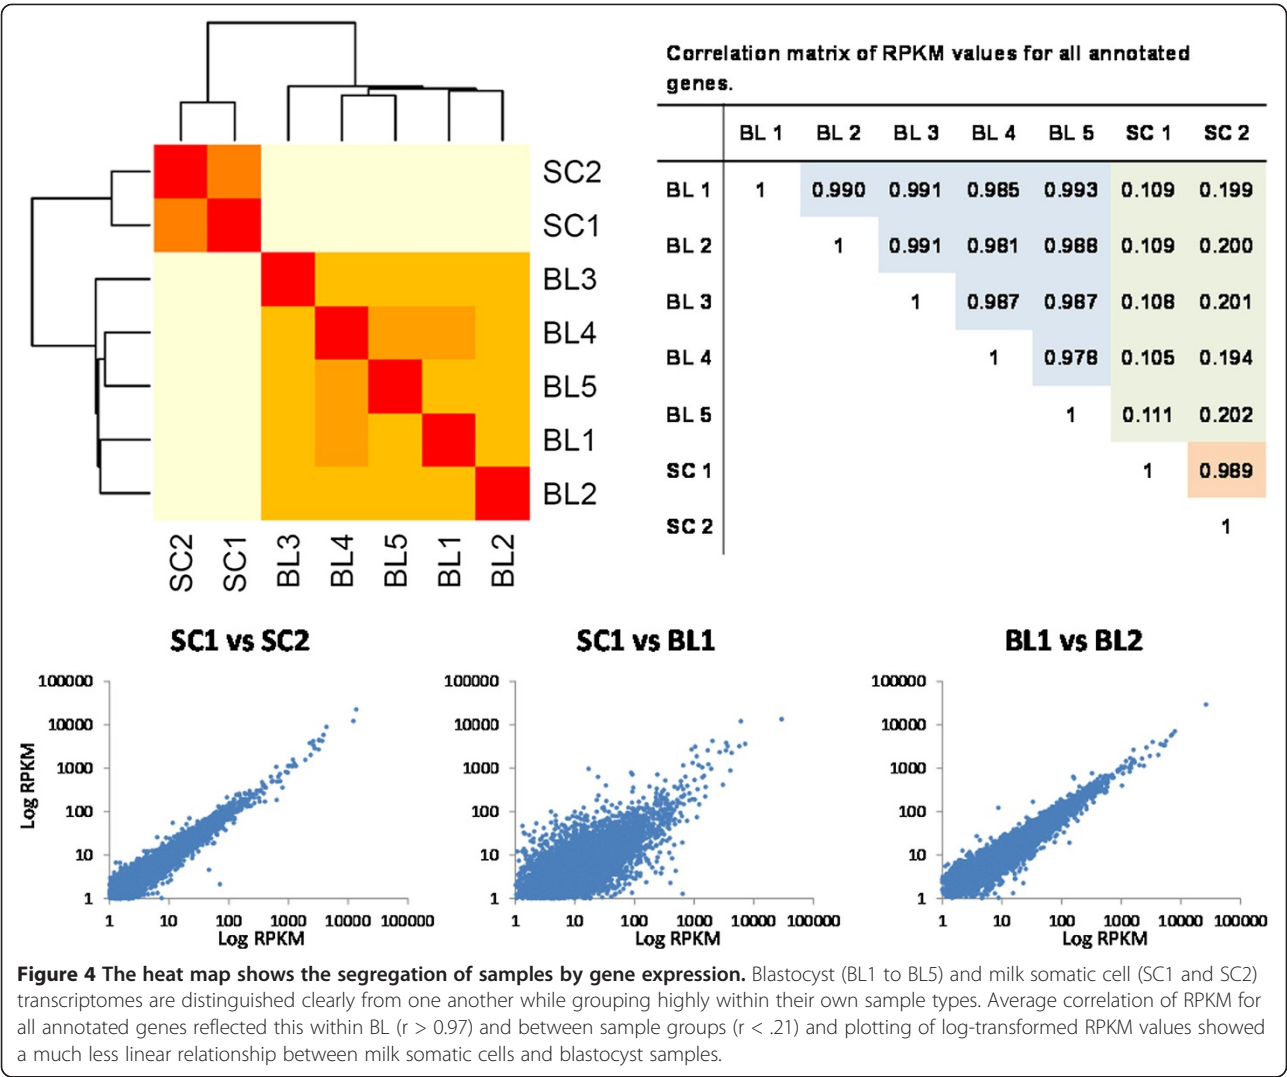 SC2
SC1
BL3
BL4
BL5
BL1
BL2
SC2 SC1 BL3 BL4 BL5 BL1 BL2
Correlation matrix of RPKM values for all annotated
genes.
BL 1 BL 2 BL 3 BL 4 BL 5 SC 1 SC 2
BL 1 1 0.990 0.991 0.985 0.993 0.109 0.199
BL 2 1 0.991 0.981 0.988 0.109 0.200
BL 3 1 0.987 0.987 0.108 0.201
BL 4 1 0.978 0.105 0.194
BL 5 1 0.111 0.202
SC 1 1 0.989
SC 2 1
SC1 vs SC2
100000
10000
1000
100
10
1
Log RPKM
1 10 100 1000 10000 100000
Log RPKM
SC1 vs BL1
100000
10000
1000
100
10
1
1 10 100 1000 10000 100000
Log RPKM
BL1 vs BL2
100000
10000
1000
100
10
1
1 10 100 1000 10000 100000
Log RPKM
Figure 4 The heat map shows the segregation of samples by gene expression. Blastocyst (BL1 to BL5) and milk somatic cell (SC1 and SC2)
transcriptomes are distinguished clearly from one another while grouping highly within their own sample types. Average correlation of RPKM for
all annotated genes reflected this within BL (r > 0.97) and between sample groups (r < .21) and plotting of log-transformed RPKM values showed
a much less linear relationship between milk somatic cells and blastocyst samples.